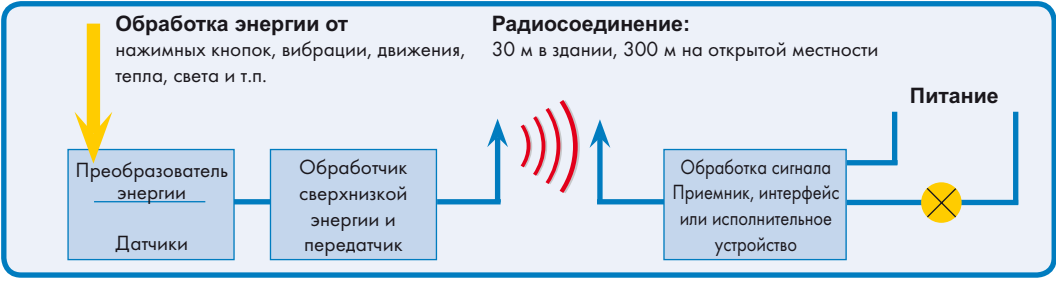 Обработка энергии от
нажимных кнопок, вибрации, движения,
тепла, света и т.п.
Радиосоединение:
30 м в здании, 300 м на открытой местности
Питание
Преобразователь
энергии
Датчики
Обработчик
сверхнизкой
энергии и
передатчик
Обработка сигнала
Приемник, интерфейс
или исполнительное
устройство